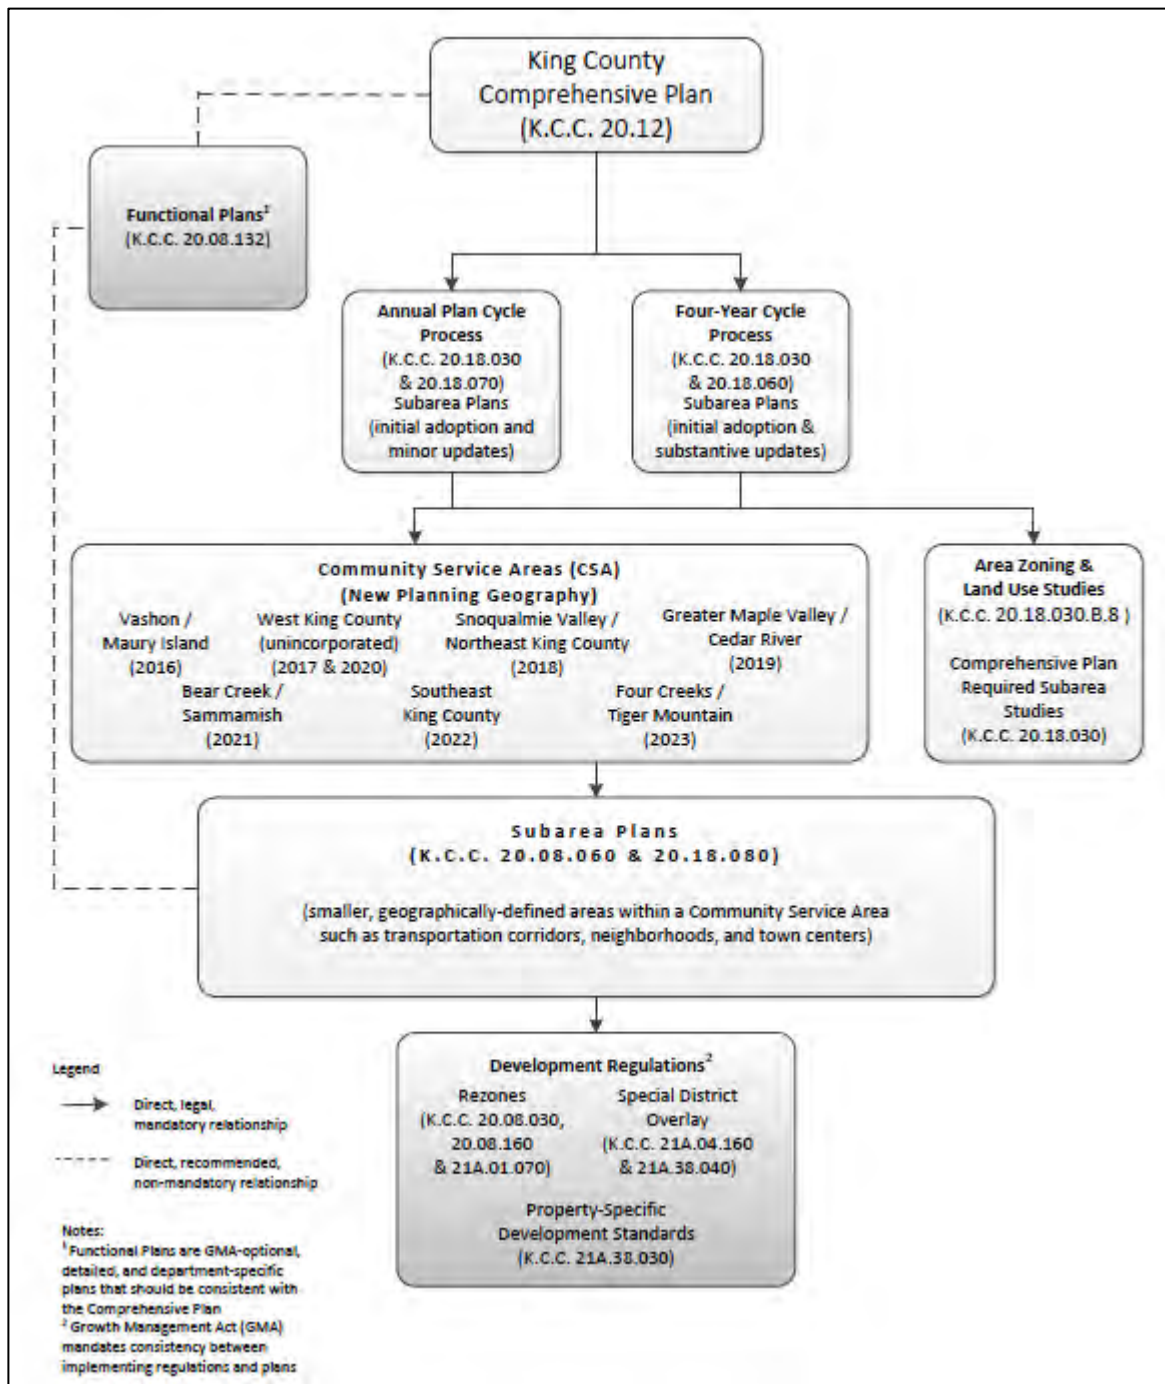 King County
Comprehensive Plan
(K.C.C. 20.12)
Functional Plans¹
(K.C.C. 20.08.132)
Annual Plan Cycle
Process
(K.C.C. 20.18.030
& 20.18.070)
Subarea Plans
(initial adoption and
minor updates)
Four-Year Cycle
Process
(K.C.C. 20.18.030
& 20.18.060)
Subarea Plans
(initial adoption &
substantive updates)
Community Service Areas (CSA)
(New Planning Geography)
Vashon /
Maury Island
(2016)
West King County
(unincorporated)
(2017 & 2020)
Snoqualmie Valley /
Northeast King County
(2018)
Greater Maple Valley /
Cedar River
(2019)
Bear Creek /
Sammamish
(2021)
Southeast
King County
(2022)
Four Creeks /
Tiger Mountain
(2023)
Area Zoning &
Land Use Studies
(K.C.C. 20.18.030.B.8 )
Comprehensive Plan
Required Subarea
Studies
(K.C.C. 20.18.030)
Subarea Plans
(K.C.C. 20.08.060 & 20.18.080)
(smaller, geographically-defined areas within a Community Service Area
such as transportation corridors, neighborhoods, and town centers)
Development Regulations²
Rezones
(K.C.C. 20.08.030,
20.08.160
& 21A.01.070)
Special District
Overlay
(K.C.C. 21A.04.160
& 21A.38.040)
Property-Specific
Development Standards
(K.C.C. 21A.38.030)
Legend
Direct, legal,
mandatory relationship
Direct, recommended,
non-mandatory relationship
Notes:
¹ Functional Plans are GMA-optional,
detailed, and department-specific
plans that should be consistent with
the Comprehensive Plan
² Growth Management Act (GMA)
mandates consistency between
implementing regulations and plans